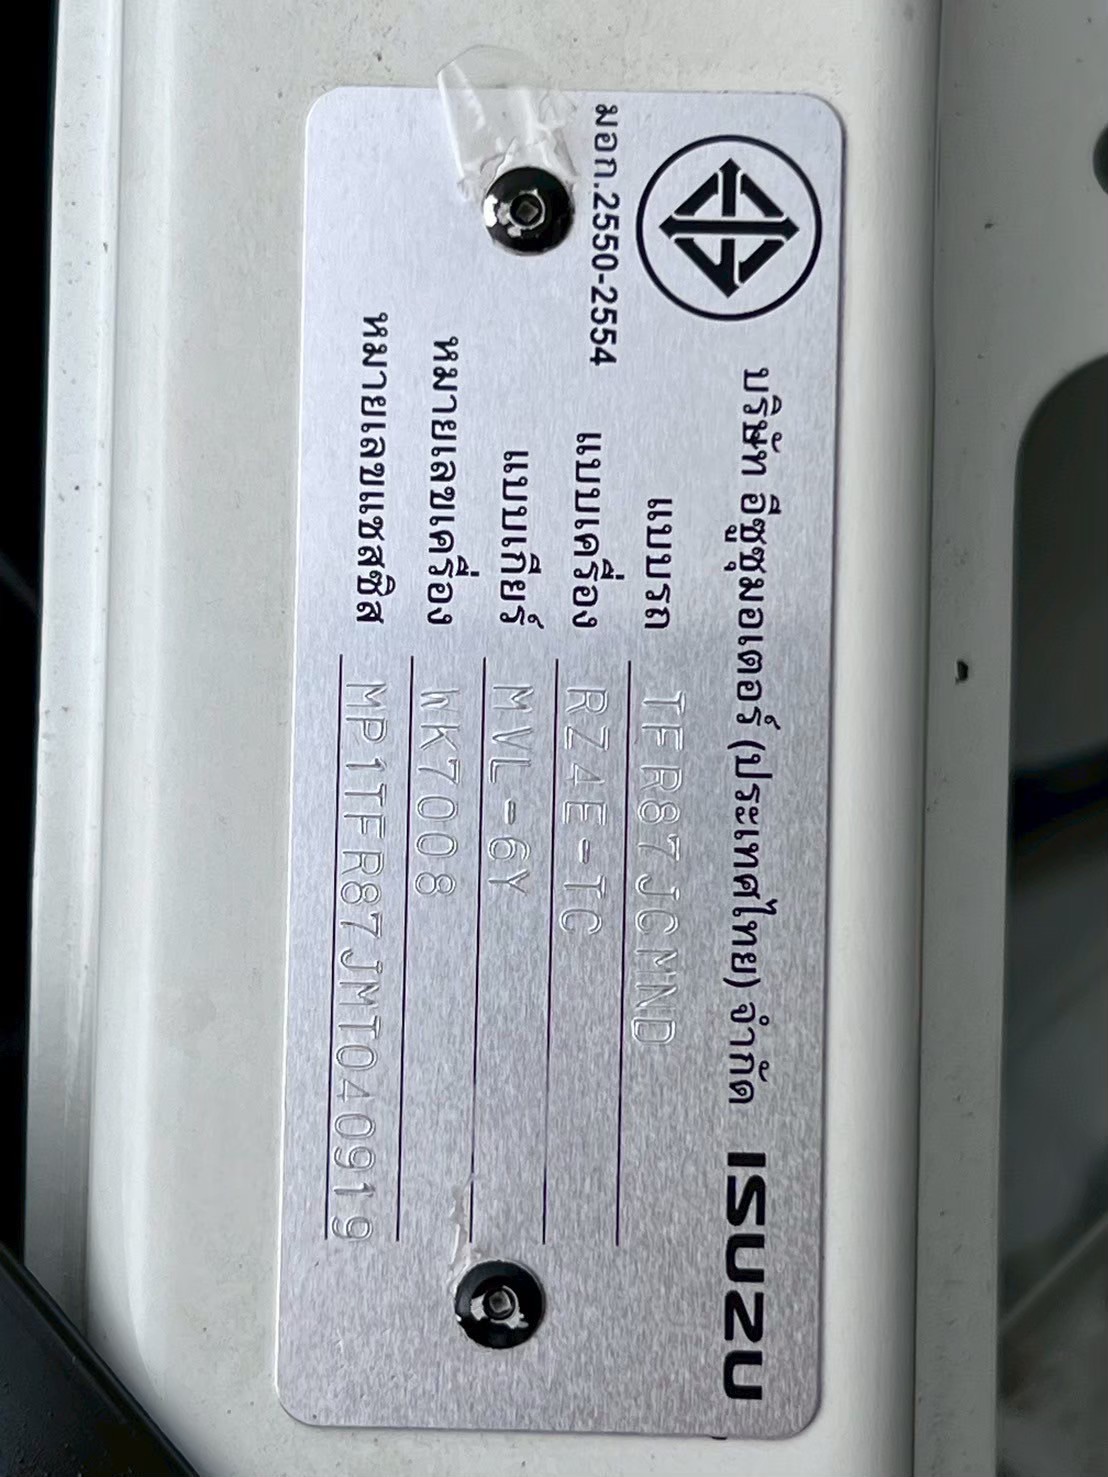 บริษัท อีซูซุมอเตอร์ (ประเทศไทย) จำกัด ISUZU
มอก.2550-2554
แบบรถ TFR87JCMND
แบบเครื่อง RZ4E-TC
แบบเกียร์ MVL-6Y
หมายเลขเครื่อง WK7008
หมายเลขแชสซิส MP1TFR87JMT040919